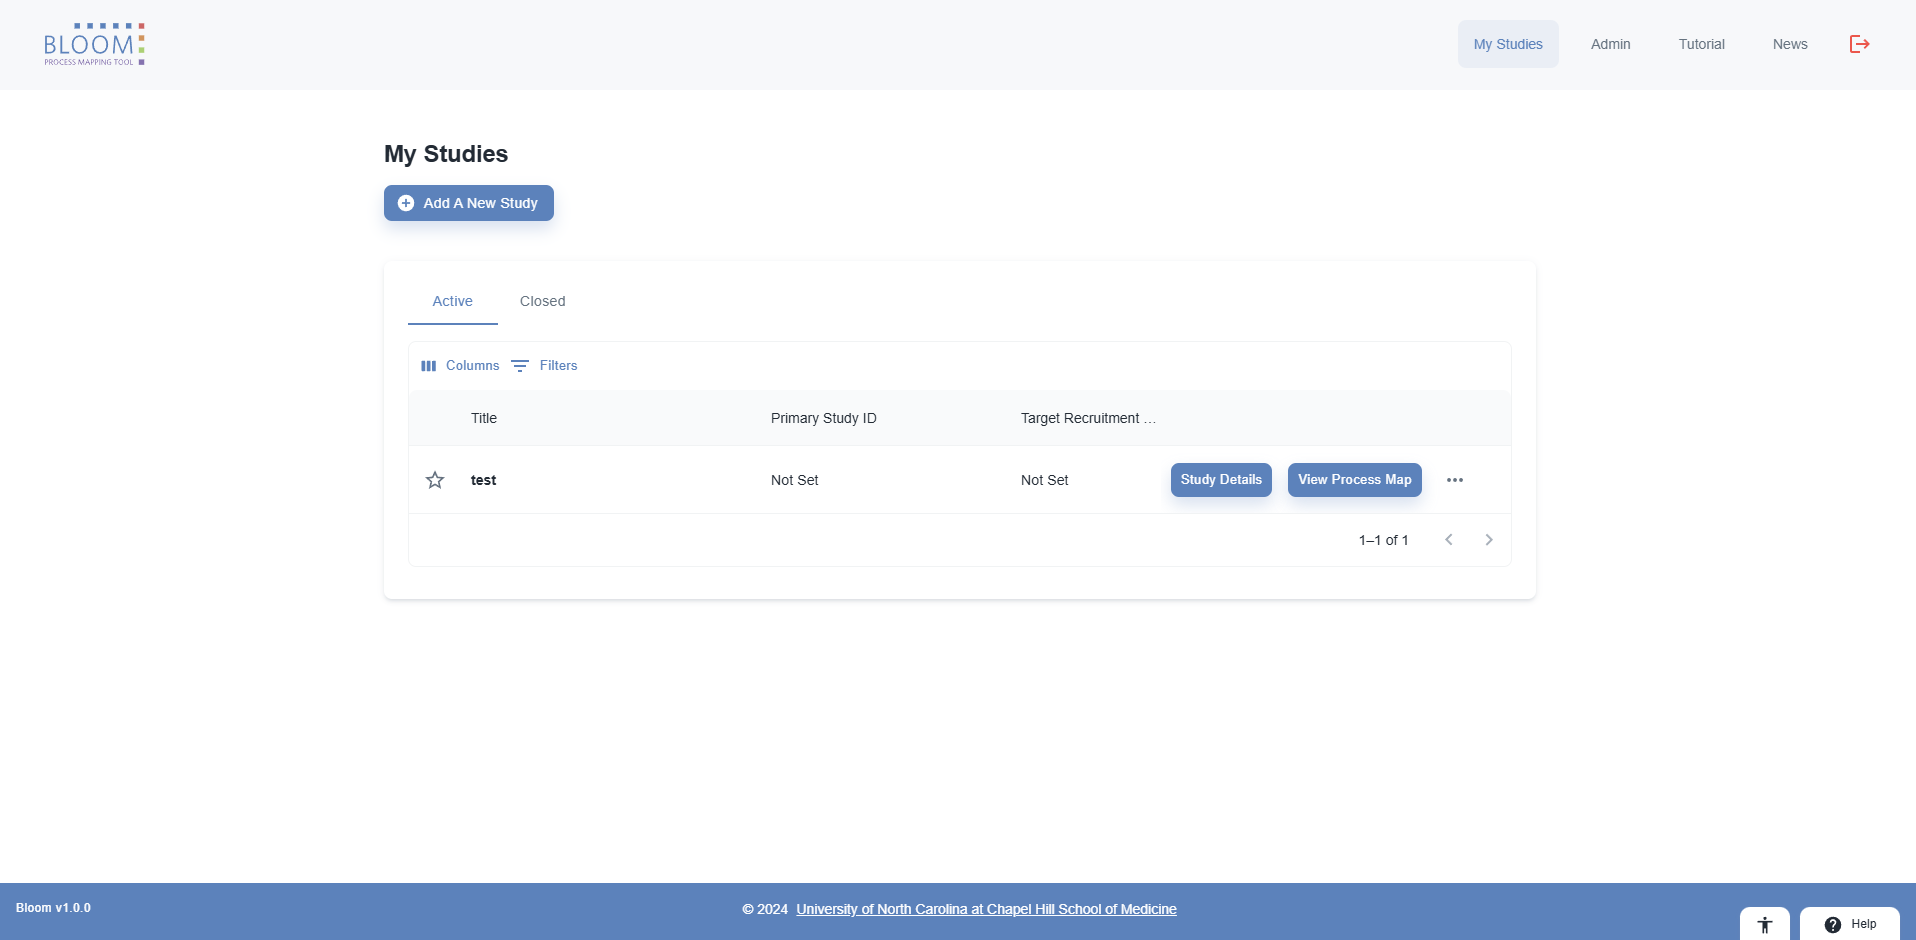 BLOOM
PROCESS MAPPING TOOL
My Studies
Admin
Tutorial
News
My Studies
Add A New Study
Active
Closed
Columns
Filters
Title
Primary Study ID
Target Recruitment ...
test
Not Set
Not Set
Study Details
View Process Map
1–1 of 1
Bloom v1.0.0
© 2024 University of North Carolina at Chapel Hill School of Medicine
Help